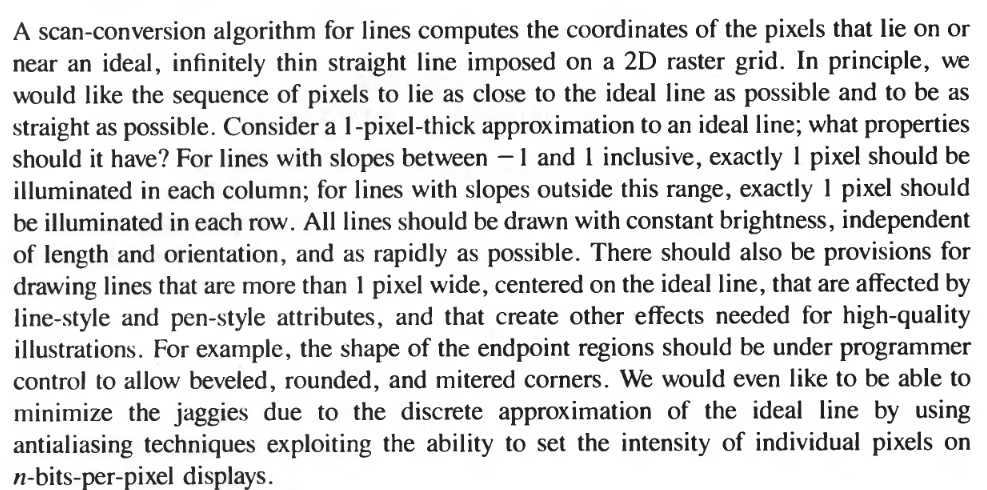 A scan-conversion algorithm for lines computes the coordinates of the pixels that lie on or
near an ideal, infinitely thin straight line imposed on a 2D raster grid. In principle, we
would like the sequence of pixels to lie as close to the ideal line as possible and to be as
straight as possible. Consider a 1-pixel-thick approximation to an ideal line; what properties
should it have? For lines with slopes between −1 and 1 inclusive, exactly 1 pixel should be
illuminated in each column; for lines with slopes outside this range, exactly 1 pixel should
be illuminated in each row. All lines should be drawn with constant brightness, independent
of length and orientation, and as rapidly as possible. There should also be provisions for
drawing lines that are more than 1 pixel wide, centered on the ideal line, that are affected by
line-style and pen-style attributes, and that create other effects needed for high-quality
illustrations. For example, the shape of the endpoint regions should be under programmer
control to allow beveled, rounded, and mitered corners. We would even like to be able to
minimize the jaggies due to the discrete approximation of the ideal line by using
antialiasing techniques exploiting the ability to set the intensity of individual pixels on
n-bits-per-pixel displays.